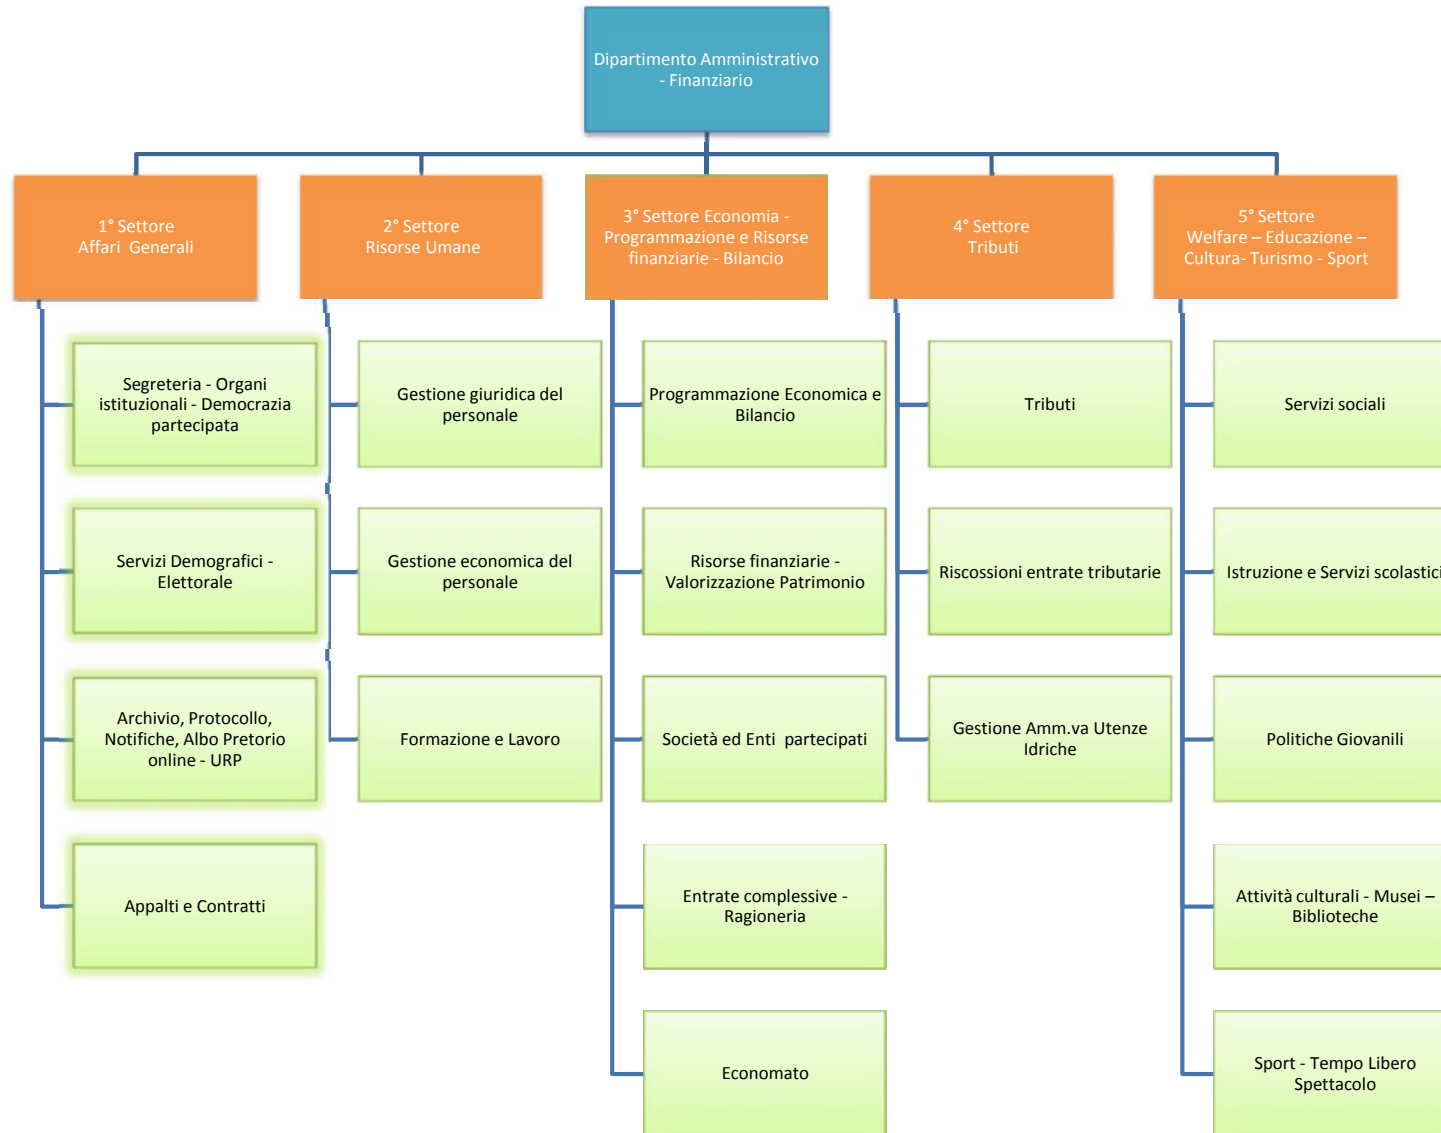 Dipartimento Amministrativo
- Finanziario
1° Settore
Affari  Generali
2° Settore
Risorse Umane
3° Settore Economia -
Programmazione e Risorse
finanziarie - Bilancio
4° Settore
Tributi
5° Settore
Welfare – Educazione –
Cultura- Turismo - Sport
Segreteria - Organi
istituzionali - Democrazia
partecipata
Servizi Demografici -
Elettorale
Archivio, Protocollo,
Notifiche, Albo Pretorio
online - URP
Appalti e Contratti
Gestione giuridica del
personale
Gestione economica del
personale
Formazione e Lavoro
Programmazione Economica e
Bilancio
Risorse finanziarie -
Valorizzazione Patrimonio
Società ed Enti  partecipati
Entrate complessive -
Ragioneria
Economato
Tributi
Riscossioni entrate tributarie
Gestione Amm.va Utenze
Idriche
Servizi sociali
Istruzione e Servizi scolastici
Politiche Giovanili
Attività culturali - Musei –
Biblioteche
Sport - Tempo Libero
Spettacolo